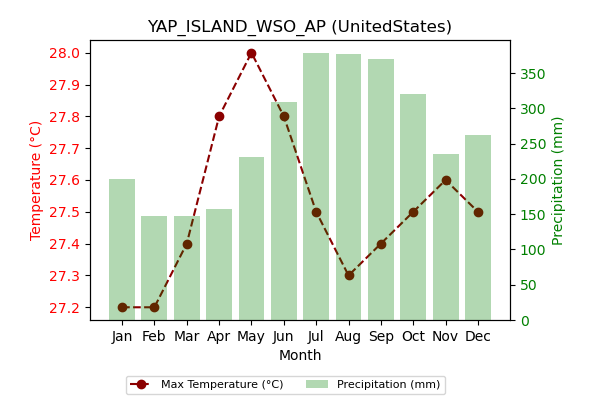 YAP_ISLAND_WSO_AP (UnitedStates)
28.0
27.9
27.8
27.7
27.6
27.5
27.4
27.3
27.2
Temperature (°C)
350
300
250
200
150
100
50
0
Precipitation (mm)
Jan Feb Mar Apr May Jun Jul Aug Sep Oct Nov Dec
Month
Max Temperature (°C) Precipitation (mm)